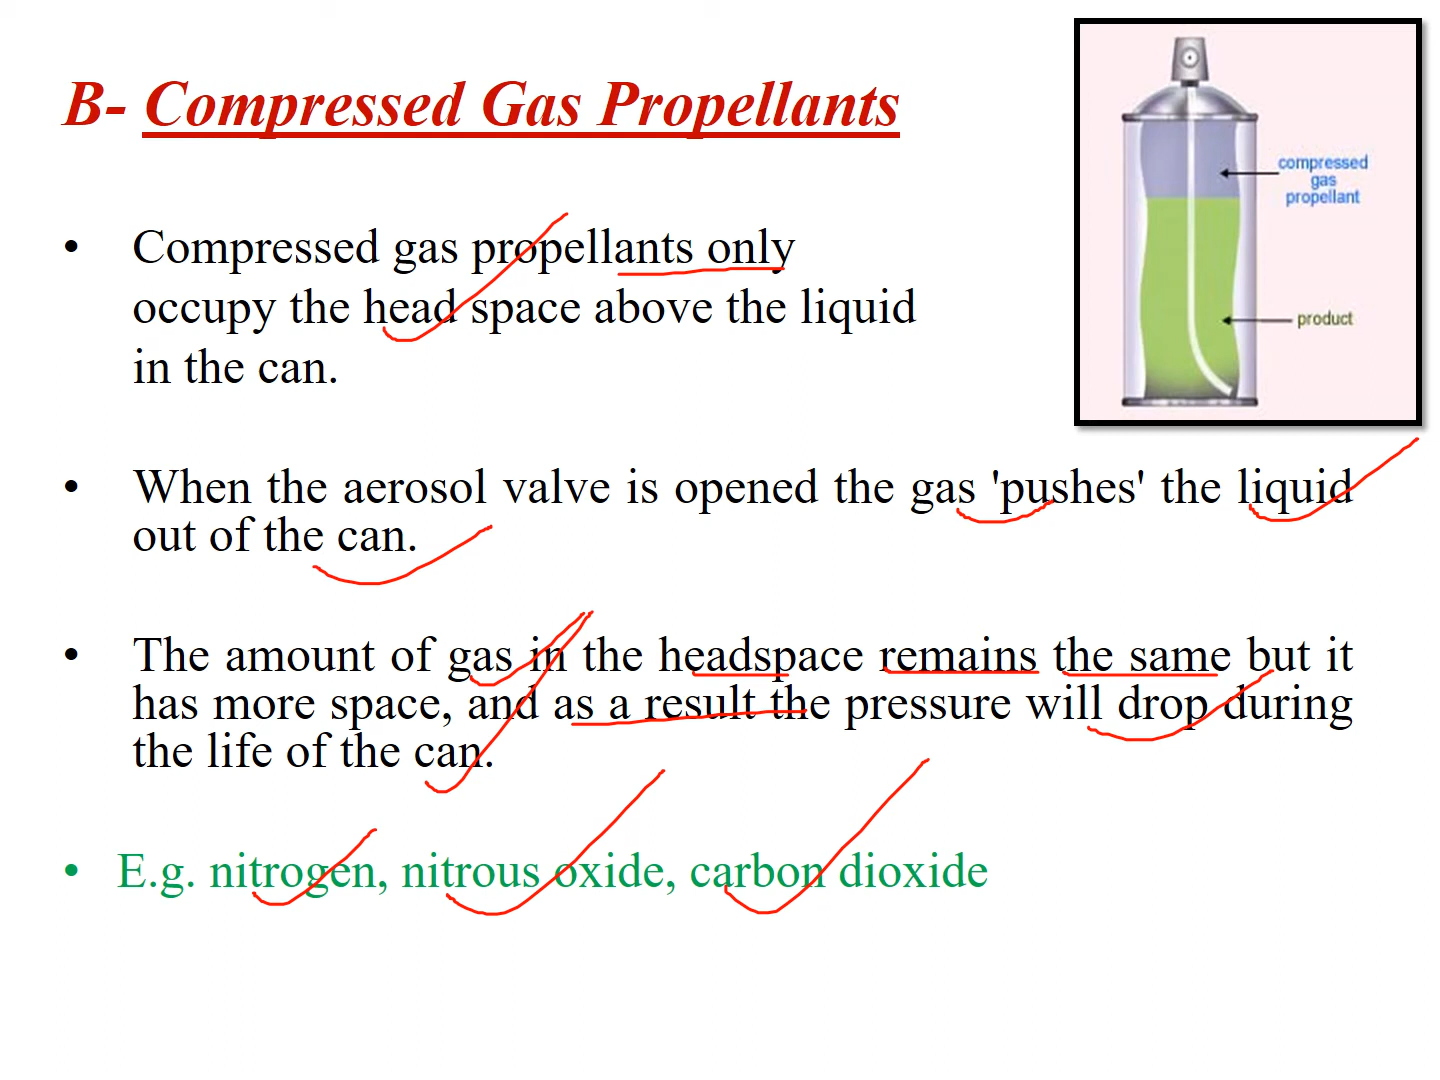 B- Compressed Gas Propellants
compressed
gas
propellant
product
• Compressed gas propellants only
occupy the head space above the liquid
in the can.
• When the aerosol valve is opened the gas 'pushes' the liquid
out of the can.
• The amount of gas in the headspace remains the same but it
has more space, and as a result the pressure will drop during
the life of the can.
• E.g. nitrogen, nitrous oxide, carbon dioxide